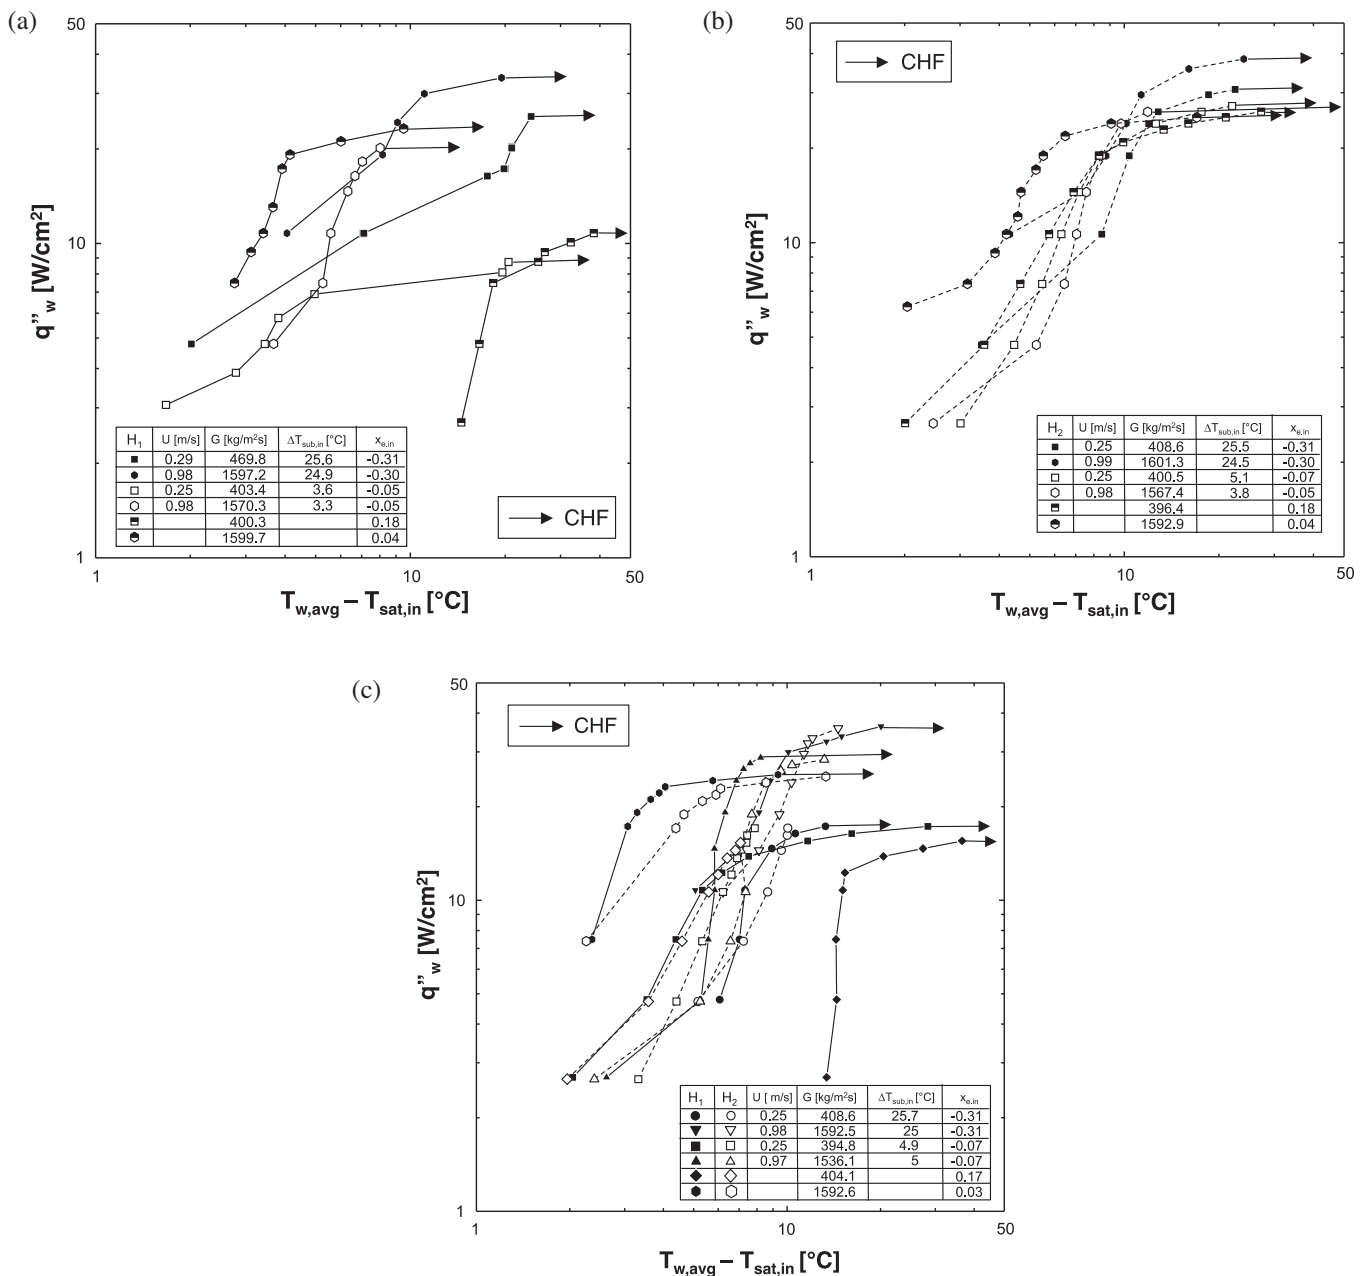 (a)
50
10
1
q”w [W/cm²]
H₁ U [m/s] G [kg/m²s] ΔTsub,in [°C] xe,in
0.29 469.8 25.6 -0.31
0.98 1597.2 24.9 -0.30
0.25 403.4 3.6 -0.05
0.98 1570.3 3.3 -0.05
400.3 0.18
1599.7 0.04
CHF
1 10 50
Tw,avg – Tsat,in [°C]
(b)
50
10
1
q”w [W/cm²]
CHF
H₂ U [m/s] G [kg/m²s] ΔTsub,in [°C] xe,in
0.25 408.6 25.5 -0.31
0.99 1601.3 24.5 -0.30
0.25 400.5 5.1 -0.07
0.98 1567.4 3.8 -0.05
396.4 0.18
1592.9 0.04
1 10 50
Tw,avg – Tsat,in [°C]
(c)
50
10
1
q”w [W/cm²]
CHF
H₁ H₂ U [ m/s] G [kg/m²s] ΔTsub,in [°C] xe,in
0.25 408.6 25.7 -0.31
0.98 1592.5 25 -0.31
0.25 394.8 4.9 -0.07
0.97 1536.1 5 -0.07
404.1 0.17
1592.6 0.03
1 10 50
Tw,avg – Tsat,in [°C]